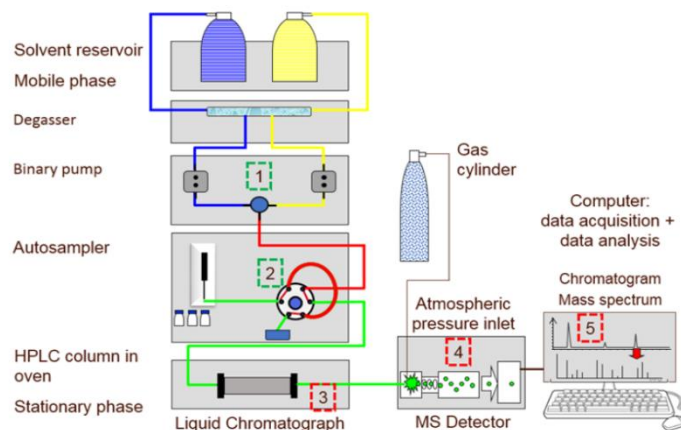 Solvent reservoir
Mobile phase
Degasser
Binary pump
1
Gas
cylinder
Computer:
data acquisition +
data analysis
Autosampler
2
Chromatogram
Mass spectrum
5
Atmospheric
pressure inlet
4
HPLC column in
oven
Stationary phase
3
Liquid Chromatograph
MS Detector